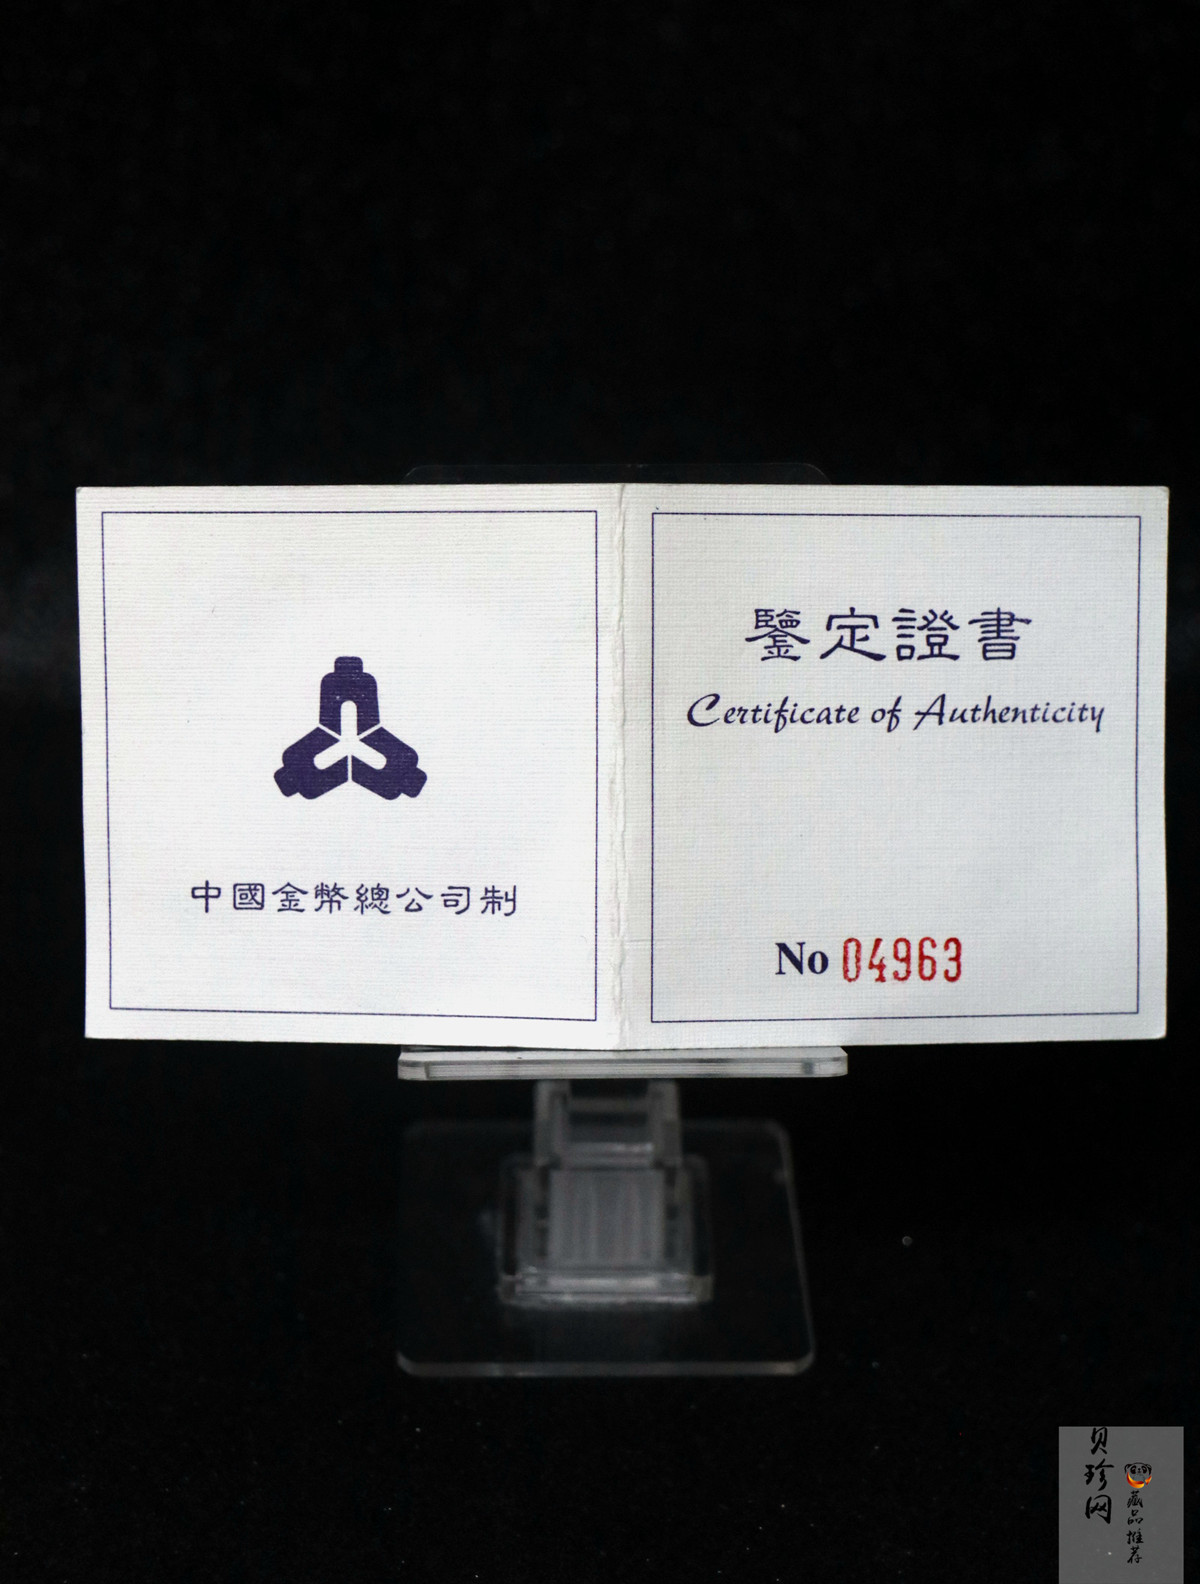 中國金幣總公司制
鑒定證書
Certificate of Authenticity
No 04963
贝珍网
藏品推荐